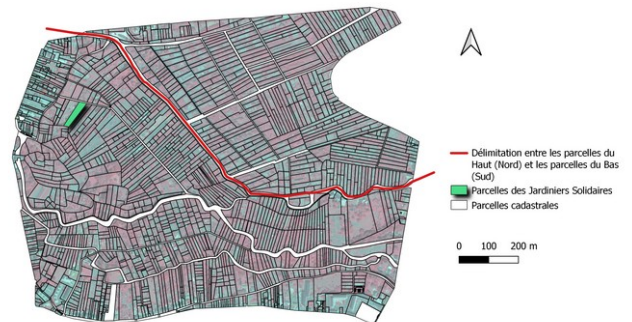 Délimitation entre les parcelles du
Haut (Nord) et les parcelles du Bas
(Sud)
Parcelles des Jardiniers Solidaires
Parcelles cadastrales
0 100 200 m